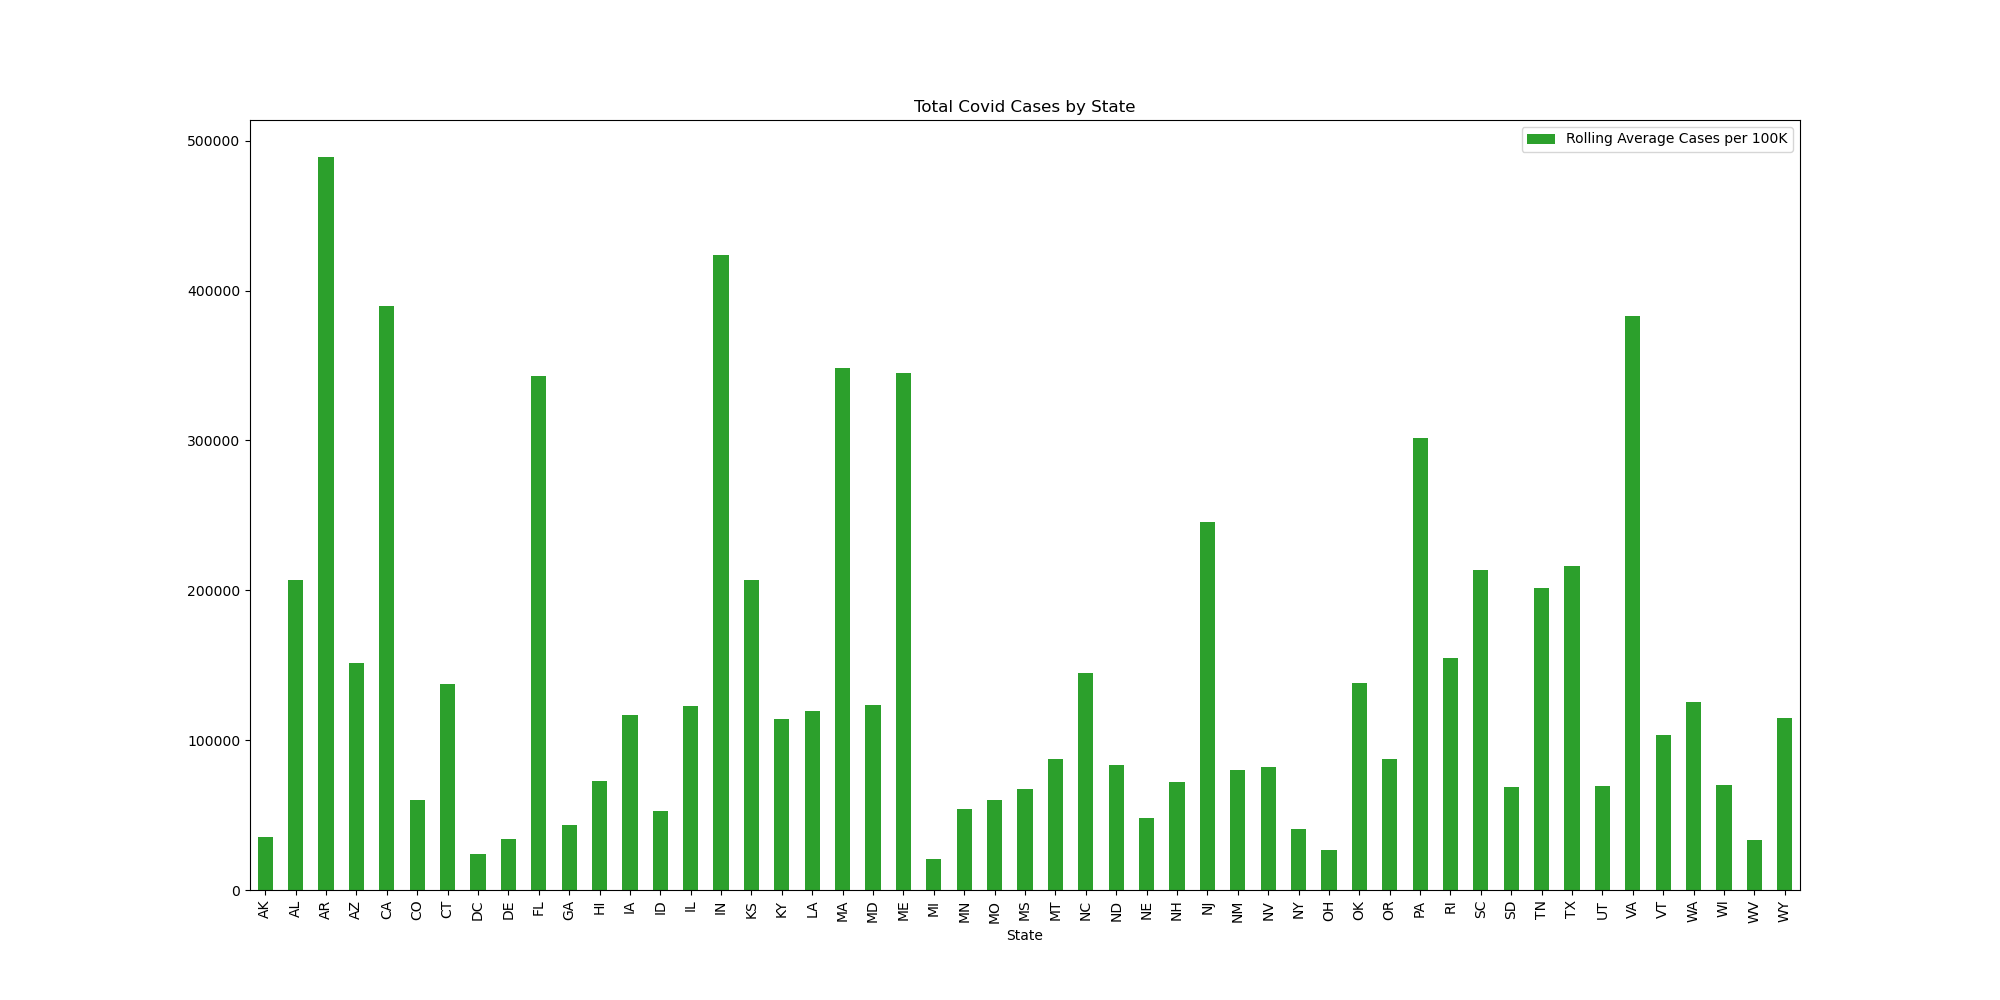 Total Covid Cases by State
Rolling Average Cases per 100K
500000
400000
300000
200000
100000
0
AK AL AR AZ CA CO CT DC DE FL GA HI IA ID IL IN KS KY LA MA MD ME MI MN MO MS MT NC ND NE NH NJ NM NV NY OH OK OR PA RI SC SD TN TX UT VA VT WA WI WV WY
State